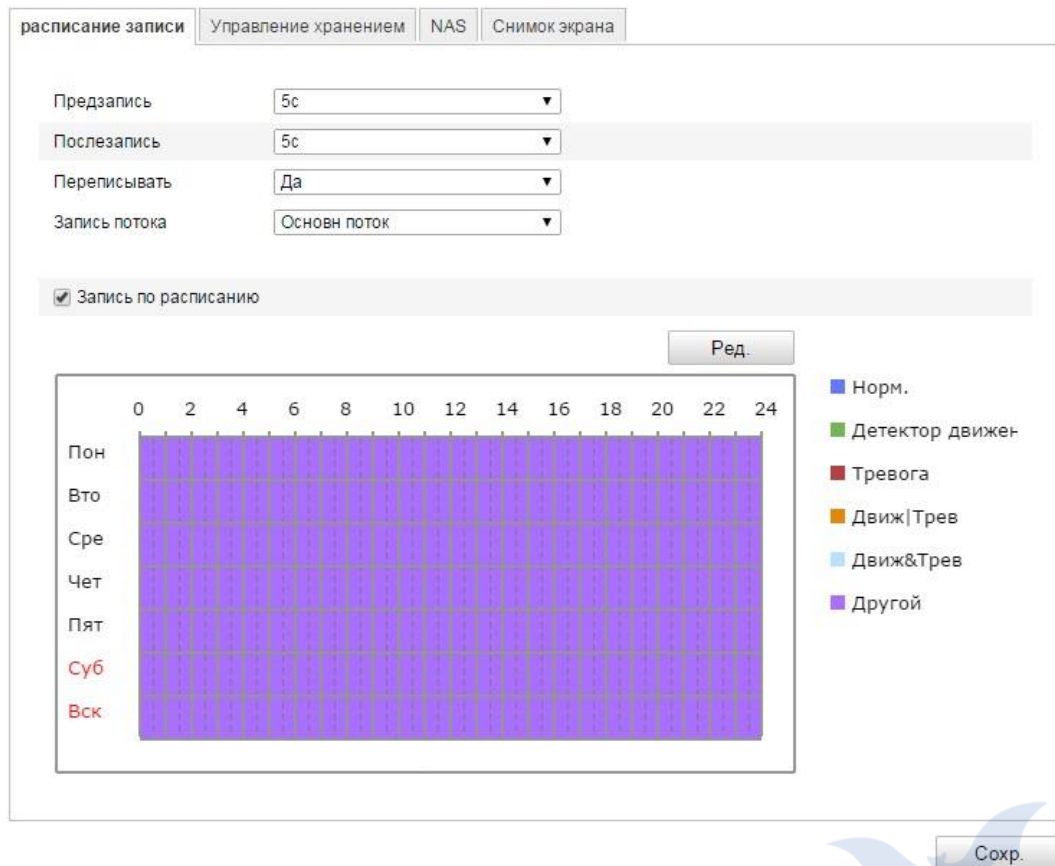 расписание записи Управление хранением NAS Снимок экрана
Предзапись 5с
Послезапись 5с
Переписывать Да
Запись потока Основн поток
Запись по расписанию
Ред.
0 2 4 6 8 10 12 14 16 18 20 22 24
Пон
Вто
Сре
Чет
Пят
Суб
Вск
Норм.
Детектор движен
Тревога
Движ|Трев
Движ&Трев
Другой
Сохр.